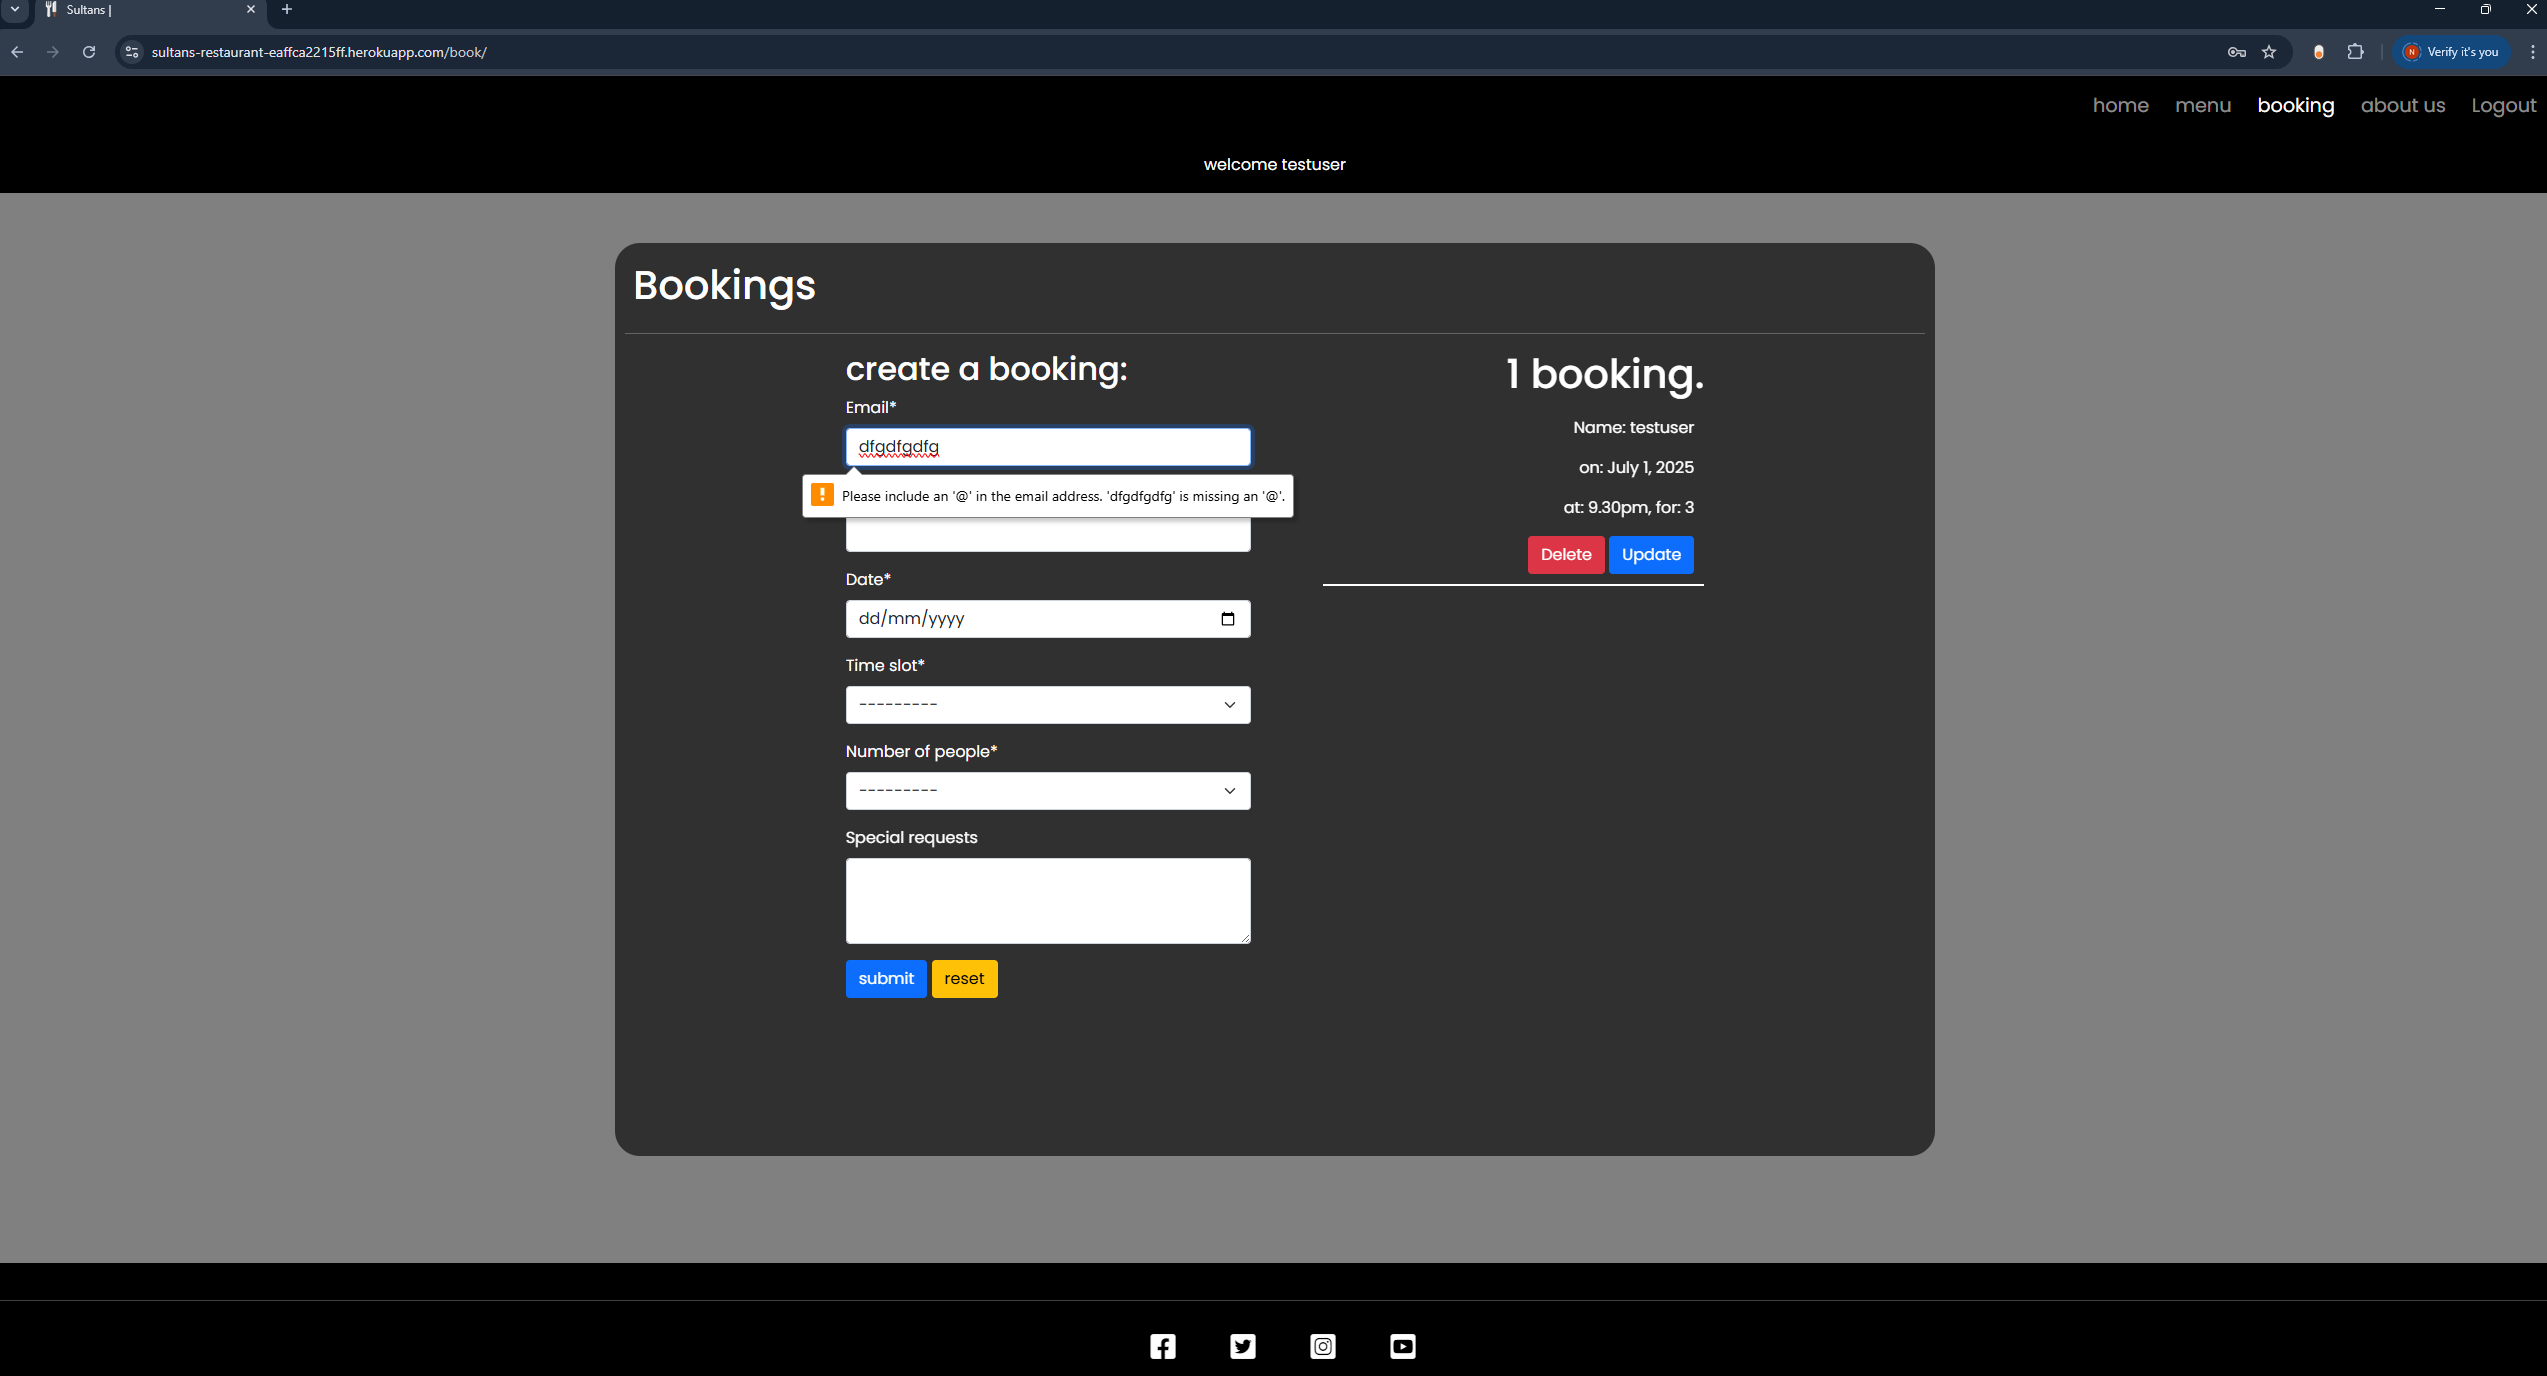 Sultans |
sultans-restaurant-eaffca2215ff.herokuapp.com/book/
N
Verify it's you
home menu booking about us Logout
welcome testuser
Bookings
create a booking:
Email*
dfgdfgdfg
Please include an '@' in the email address. 'dfgdfgdfg' is missing an '@'.
Date*
dd/mm/yyyy
Time slot*
---------
Number of people*
---------
Special requests
submit reset
1 booking.
Name: testuser
on: July 1, 2025
at: 9.30pm, for: 3
Delete Update